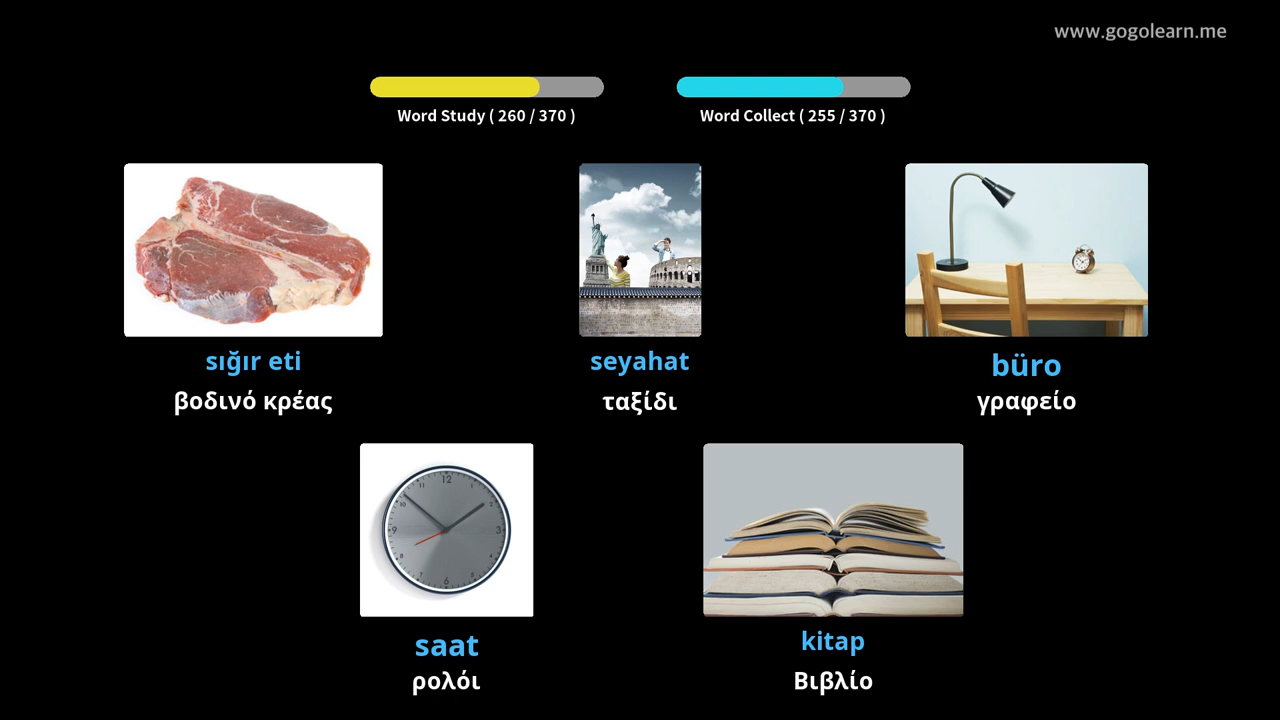 www.gogolearn.me
Word Study ( 260 / 370 )
Word Collect ( 255 / 370 )
sığır eti
βοδινό κρέας
seyahat
ταξίδι
büro
γραφείο
saat
ρολόι
kitap
Βιβλίο